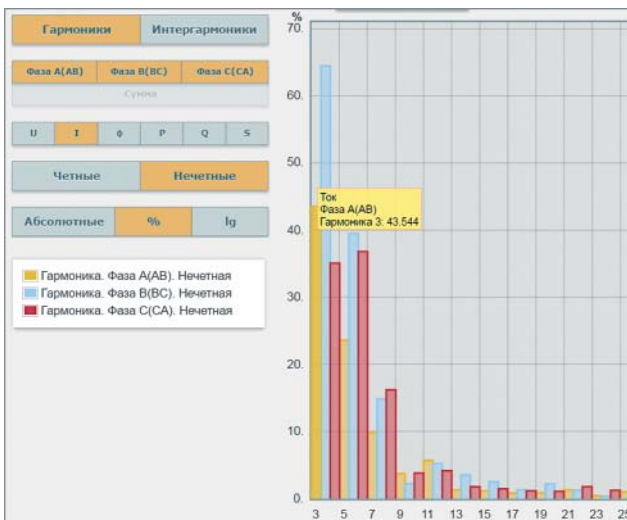 Гармоники Интергармоники
Фаза A(AB) Фаза B(BC) Фаза C(CA)
Сумма
U I ϕ P Q S
Четные Нечетные
Абсолютные % lg
Гармоника. Фаза A(AB). Нечетная
Гармоника. Фаза B(BC). Нечетная
Гармоника. Фаза C(CA). Нечетная
%
70.
60.
50.
Ток
Фаза A(AB)
Гармоника 3: 43.544
40.
30.
20.
10.
0.
3 5 7 9 11 13 15 17 19 21 23 25